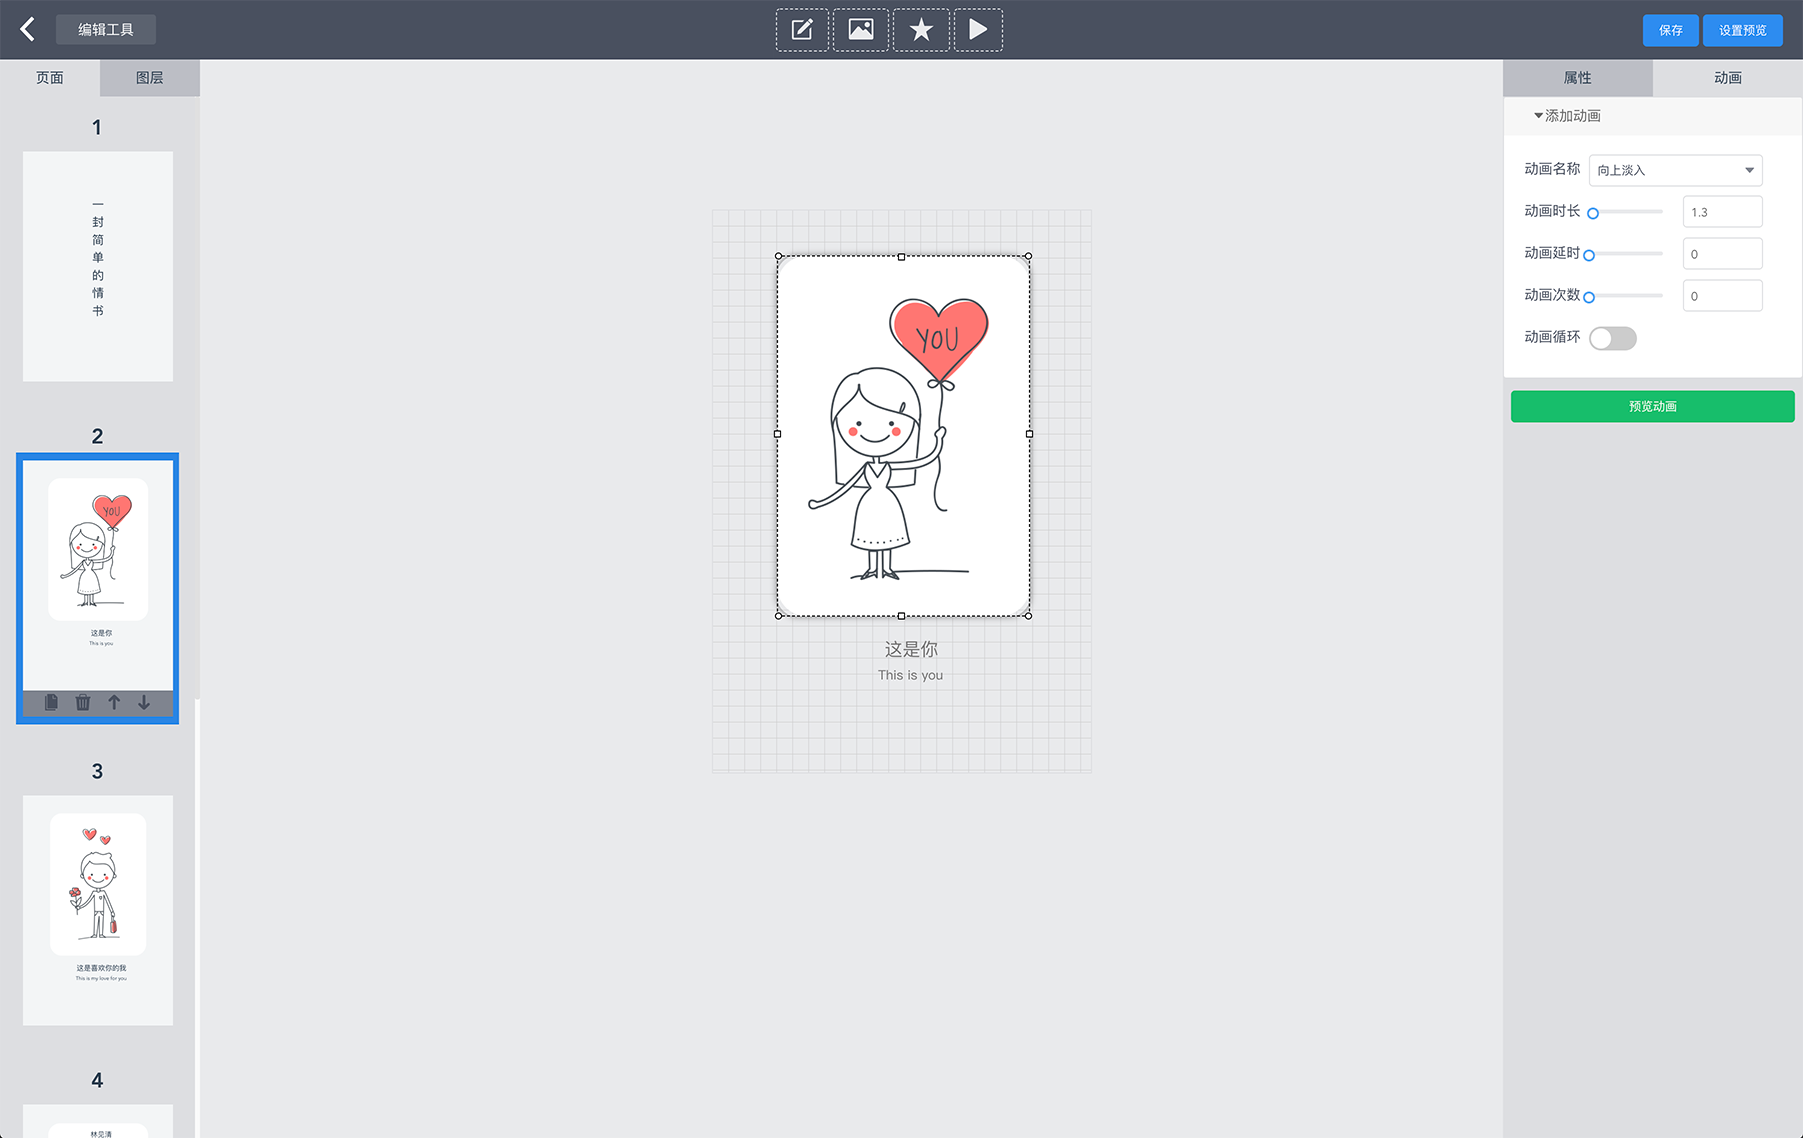 编辑工具
保存
设置预览
页面
图层
1
一封简单的情书
2
YOU
这是你
This is you
3
这是喜欢你的我
This is my love for you
4
林见清
YOU
这是你
This is you
属性
动画
添加动画
动画名称
向上淡入
动画时长
1.3
动画延时
0
动画次数
0
动画循环
预览动画